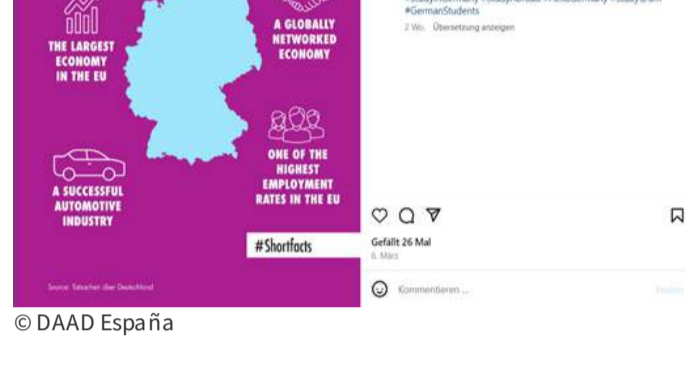 THE LARGEST
ECONOMY
IN THE EU
A GLOBALLY
NETWORKED
ECONOMY
A SUCCESSFUL
AUTOMOTIVE
INDUSTRY
ONE OF THE
HIGHEST
EMPLOYMENT
RATES IN THE EU
#Shortfacts
Source: Tatsachen über Deutschland
#GermanStudents
2 Wo. Übersetzung anzeigen
Gefällt 26 Mal
6. März
Kommentieren ...
© DAAD España